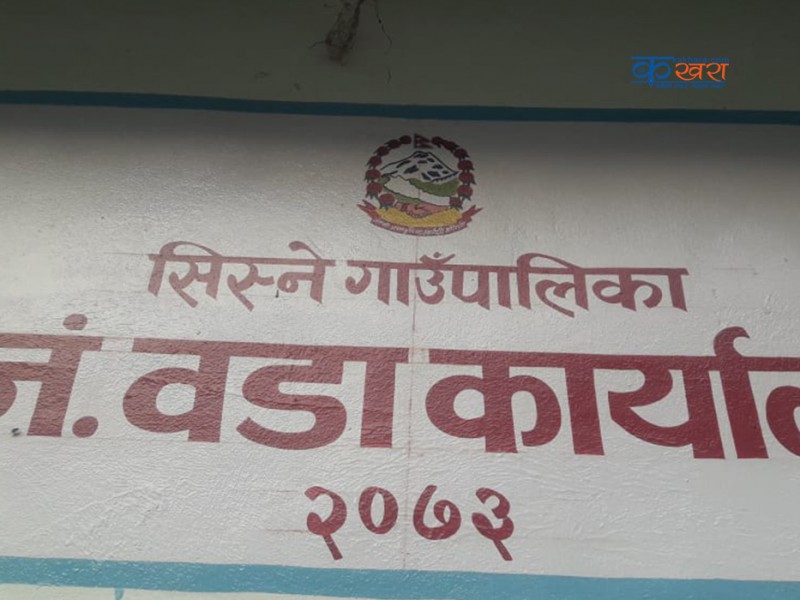 कखरा
सिस्ने गाउँपालिका
नं. वडा कार्याल
२०७३